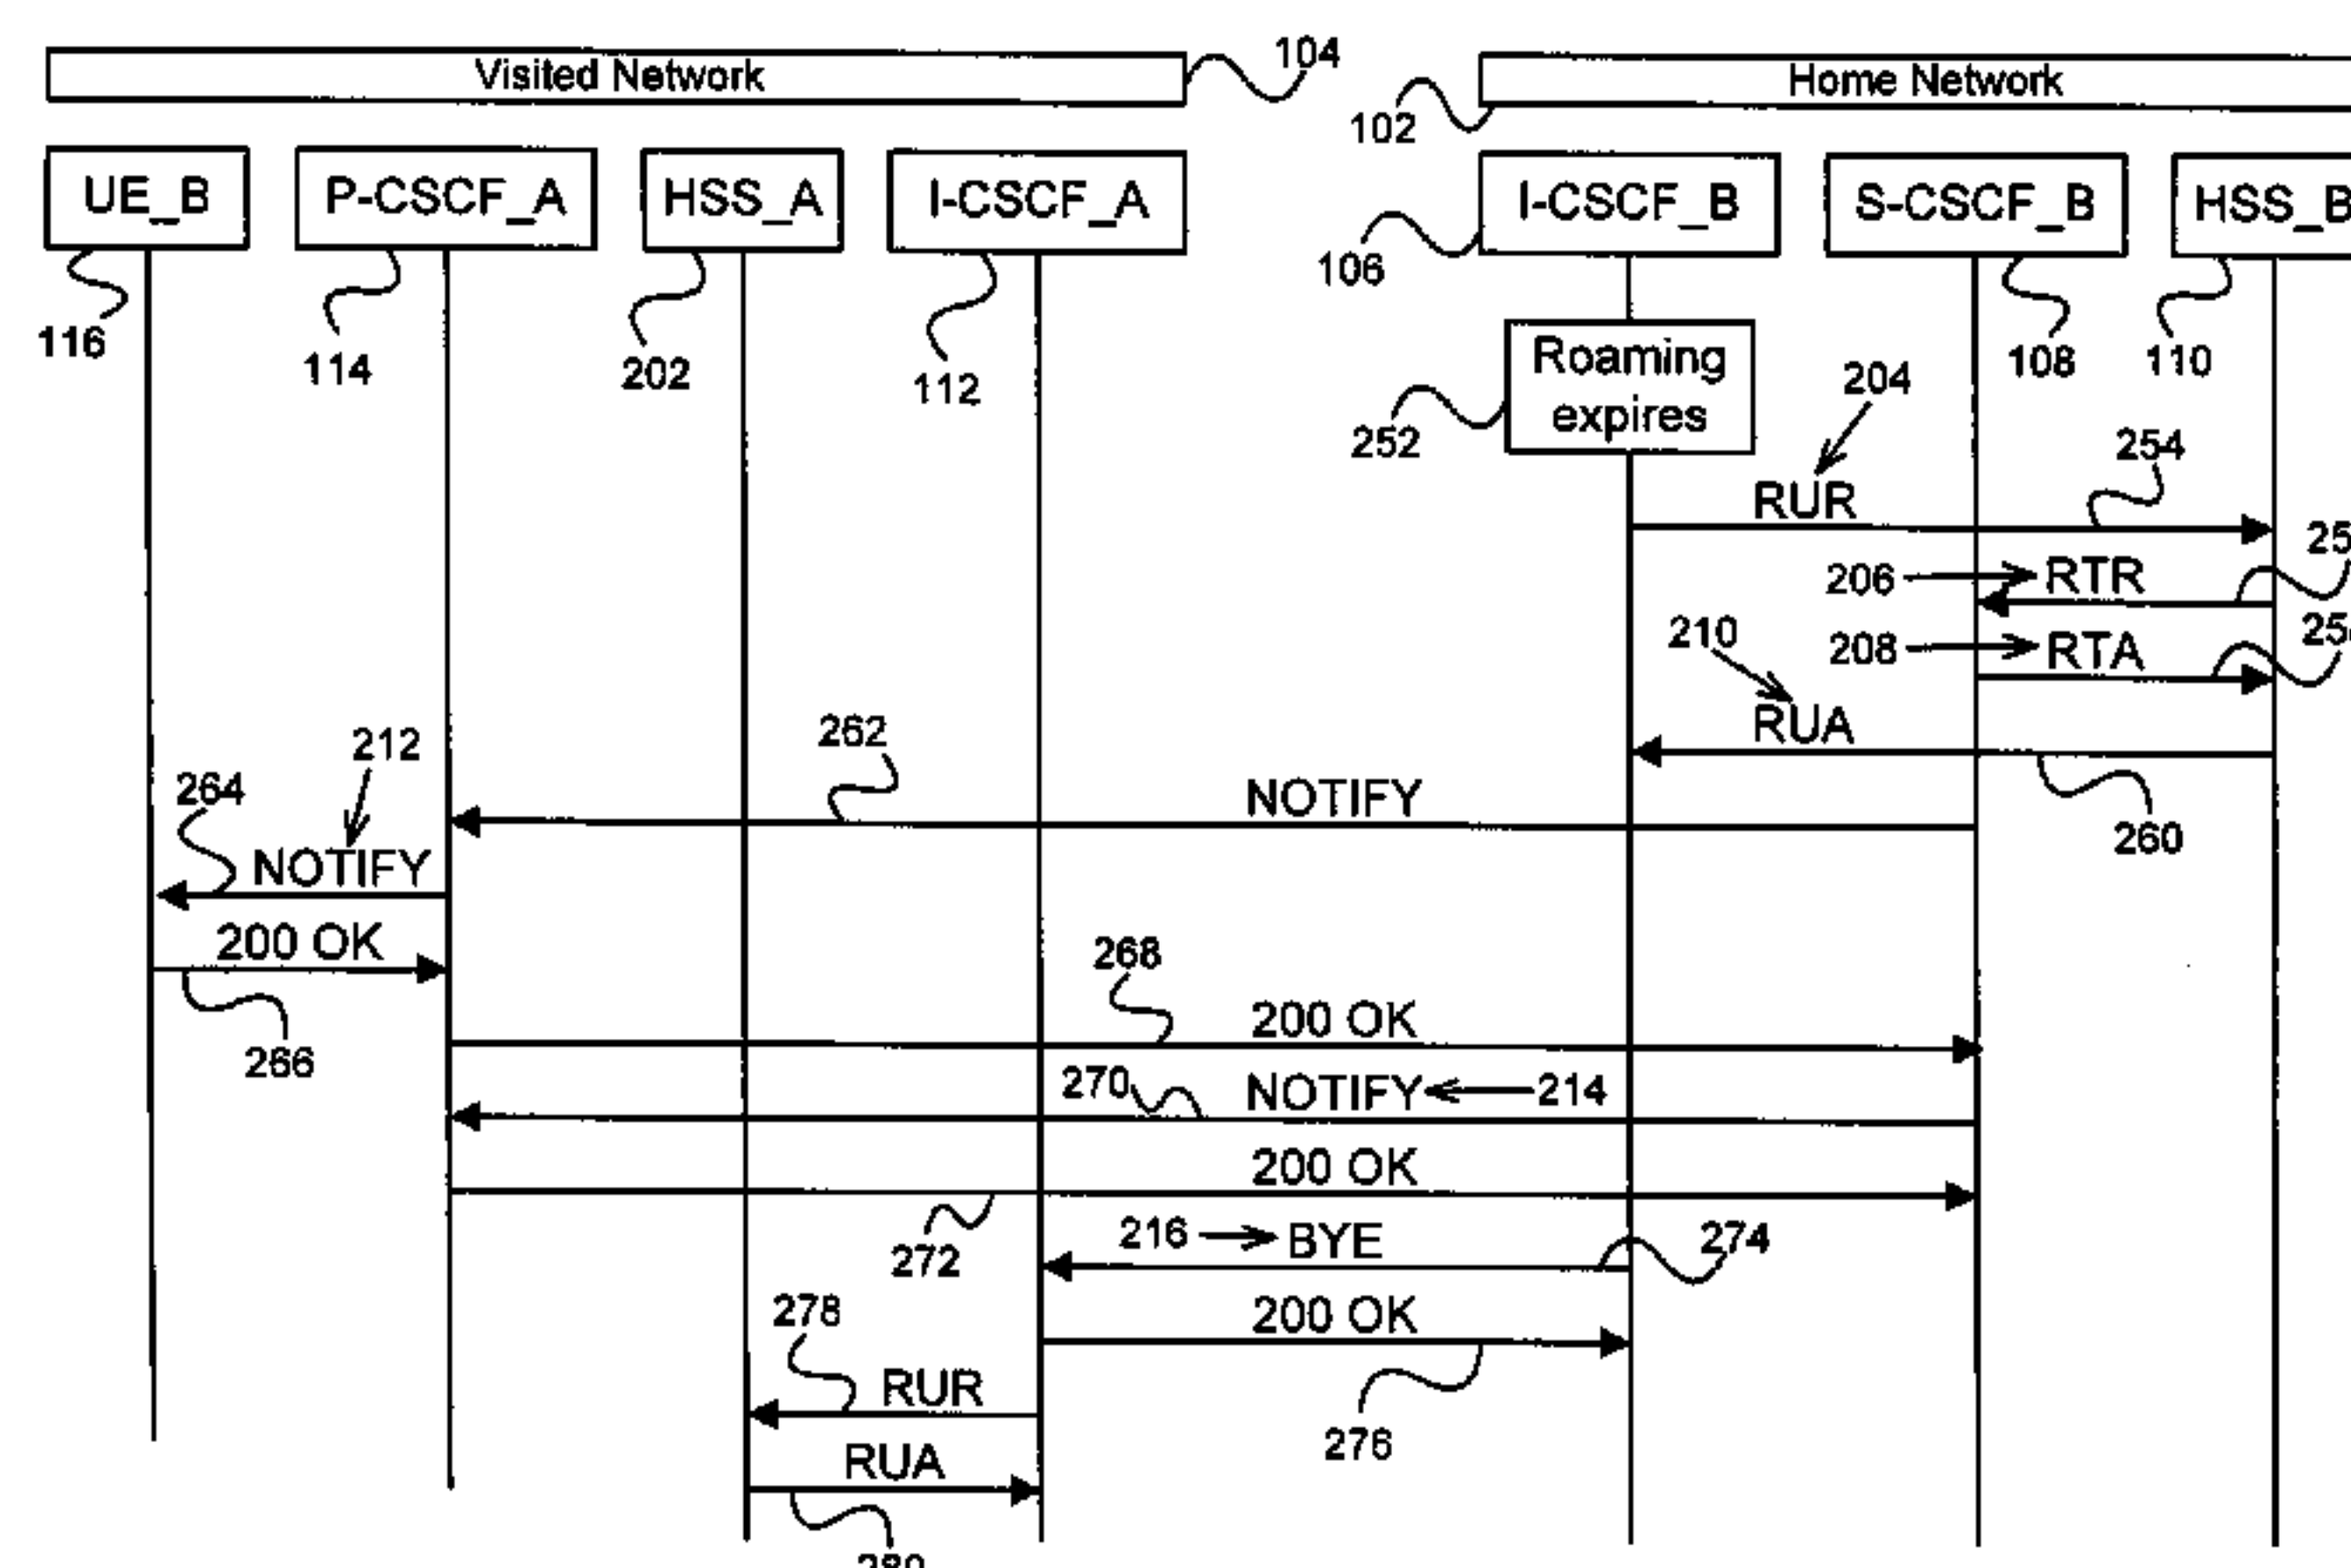 Visited Network
104
Home Network
102
UE_B
P-CSCF_A
HSS_A
I-CSCF_A
I-CSCF_B
S-CSCF_B
HSS_B
116
114
202
112
106
108
110
Roaming
expires
252
204
254
RUR
206
RTR
208
RTA
210
RUA
260
262
NOTIFY
212
264
NOTIFY
200 OK
266
268
200 OK
270
NOTIFY
214
200 OK
272
216
BYE
274
200 OK
276
278
RUR
RUA